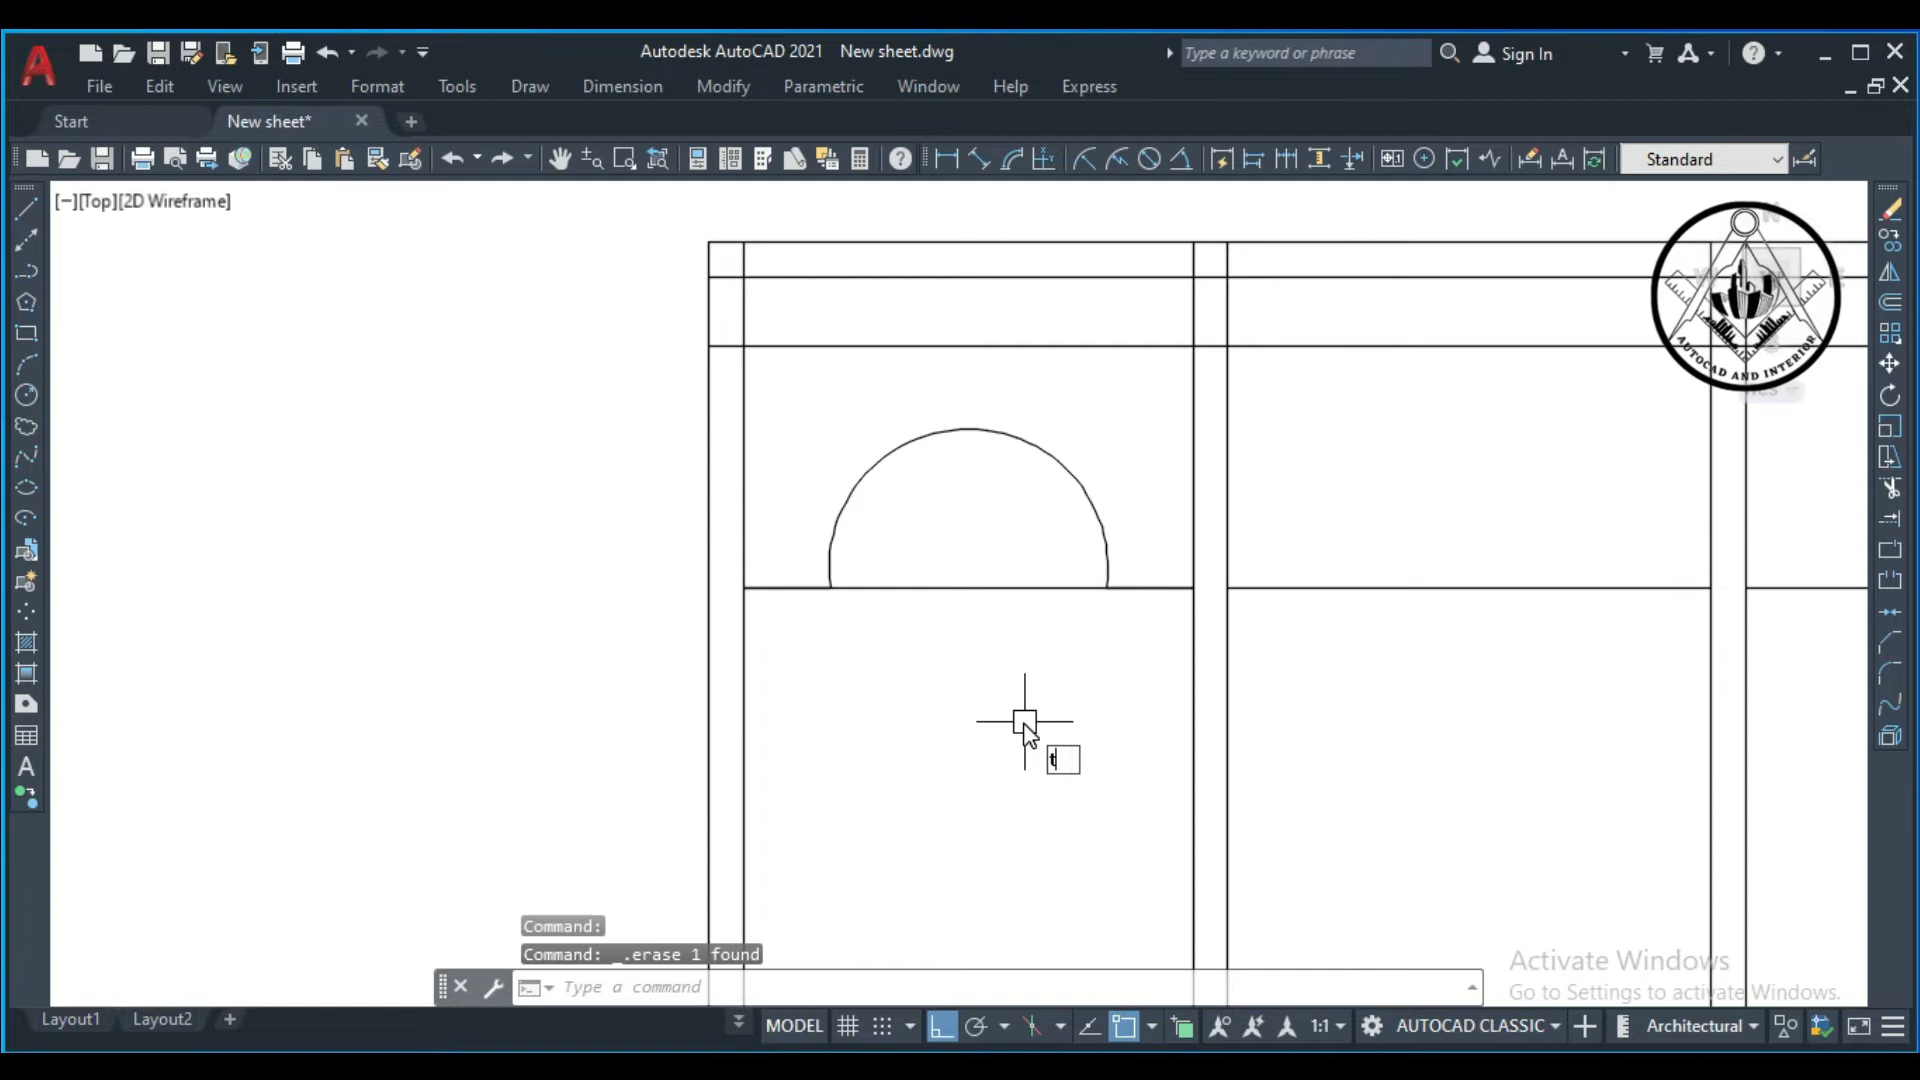 Autodesk AutoCAD 2021 New sheet.dwg
Type a keyword or phrase
Sign In
File Edit View Insert Format Tools Draw Dimension Modify Parametric Window Help Express
Start New sheet*
Standard
[−][Top][2D Wireframe]
AUTOCAD AND INTERIOR
t
Command:
Command: _.erase 1 found
Type a command
Activate Windows
Go to Settings to activate Windows.
Layout1 Layout2 +
MODEL 1:1 AUTOCAD CLASSIC Architectural